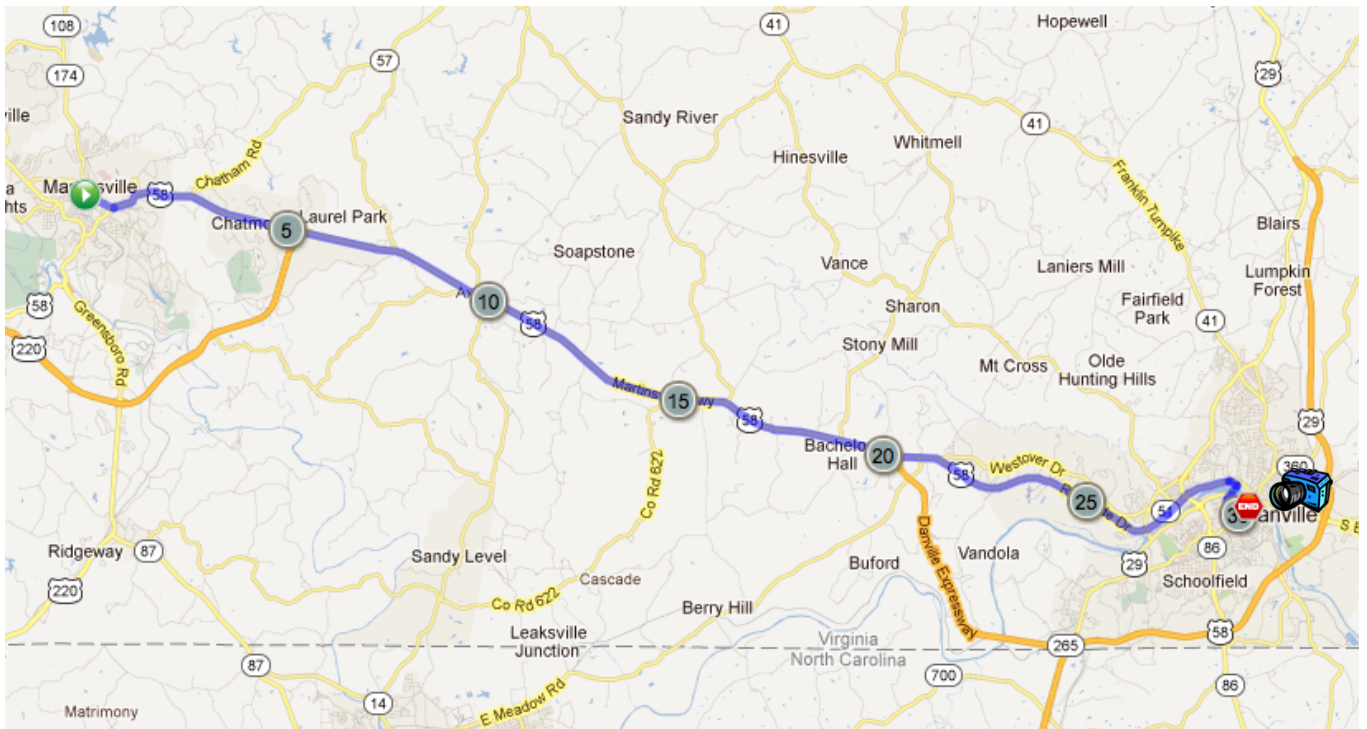 Hopewell
41
108
29
57
174
ville
Sandy River
41
Whitmell
Hinesville
Chatham Rd
Franklin Turnpike
a
hts
58
Laurel Park
5
Blairs
Soapstone
Vance
Laniers Mill
Lumpkin
Forest
10
58
Sharon
Fairfield
Park
41
58
Greensboro Rd
220
Stony Mill
Mt Cross
Olde
Hunting Hills
15
58
29
Bachelo
Hall
20
Westover Dr
58
360
Co Rd 622
25
51
END
anville
S E
Danville Expressway
Ridgeway
87
Sandy Level
Buford
Vandola
29
86
Schoolfield
Cascade
220
Co Rd 622
Berry Hill
Leaksville
Junction
Virginia
North Carolina
265
58
87
700
86
14
Matrimony
E Meadow Rd